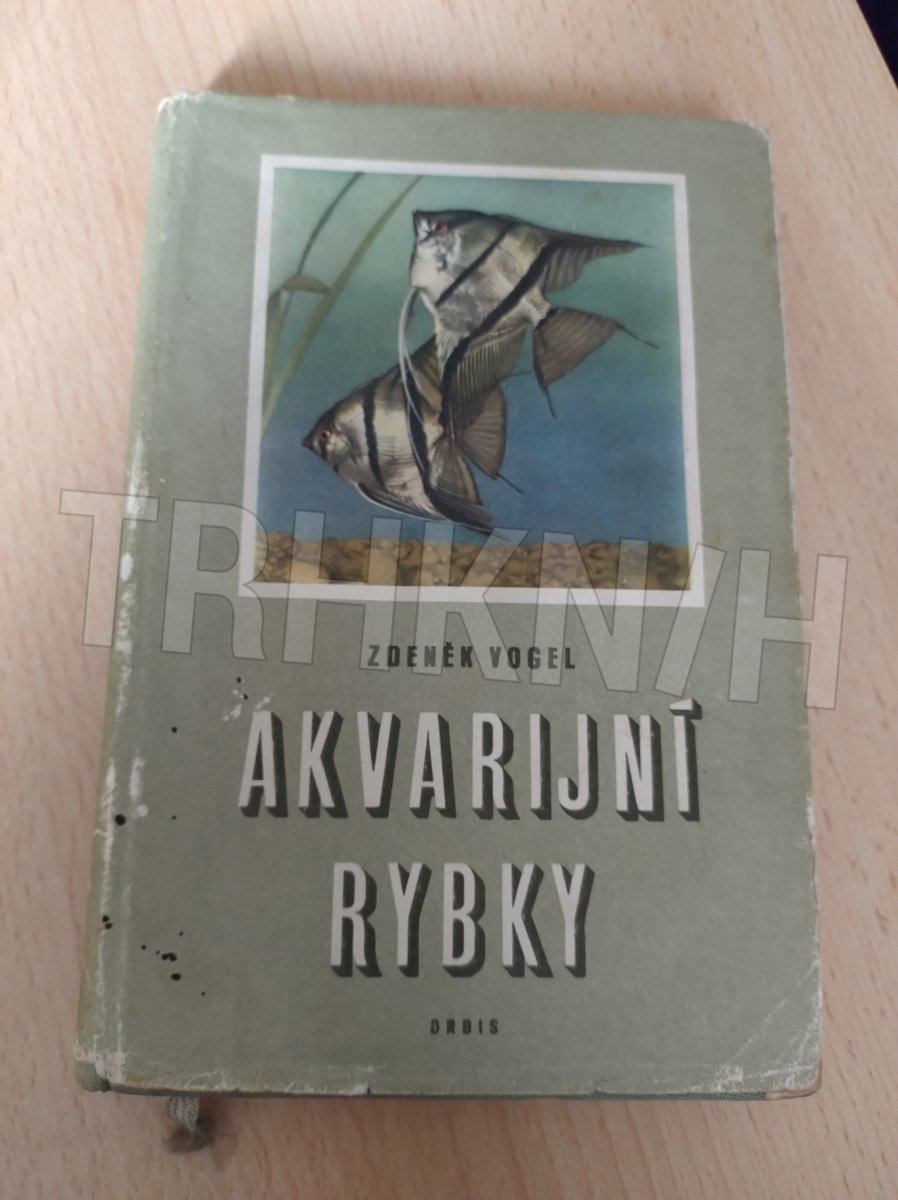 TRHKNIH
ZDENĚK VOGEL
AKVARIJNÍ
RYBKY
ORBIS